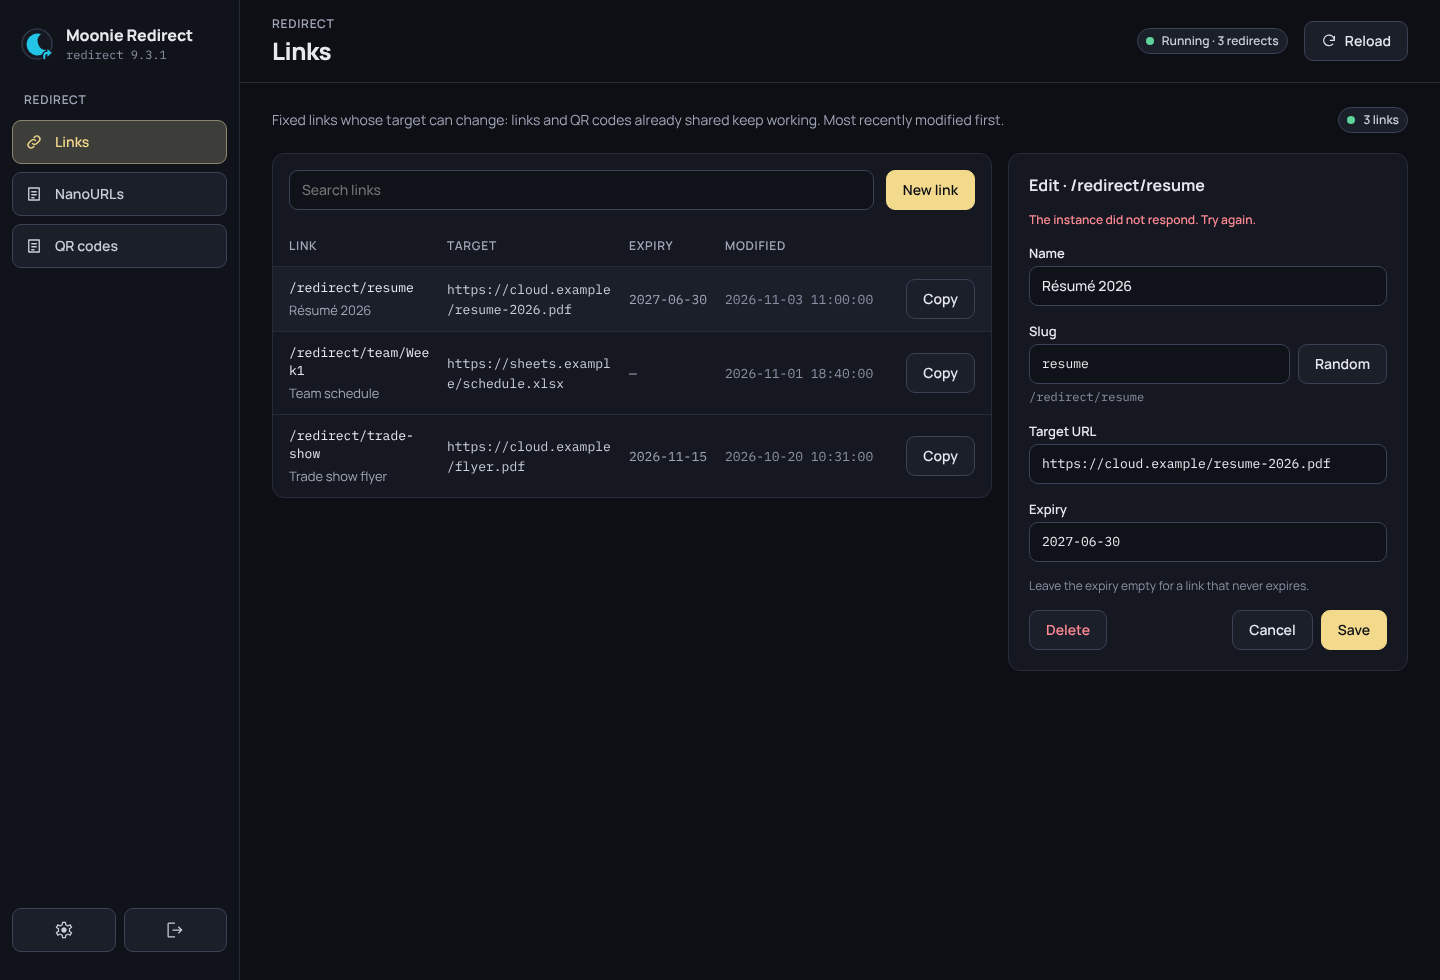 Moonie Redirect
redirect 9.3.1
REDIRECT
Links
NanoURLs
QR codes
REDIRECT
Links
Running · 3 redirects
Reload
Fixed links whose target can change: links and QR codes already shared keep working. Most recently modified first.
3 links
Search links
New link
LINK TARGET EXPIRY MODIFIED
/redirect/resume
Résumé 2026
https://cloud.example
/resume-2026.pdf
2027-06-30
2026-11-03 11:00:00
Copy
/redirect/team/Wee
k1
Team schedule
https://sheets.exampl
e/schedule.xlsx
—
2026-11-01 18:40:00
Copy
/redirect/trade-
show
Trade show flyer
https://cloud.example
/flyer.pdf
2026-11-15
2026-10-20 10:31:00
Copy
Edit · /redirect/resume
The instance did not respond. Try again.
Name
Résumé 2026
Slug
resume
Random
/redirect/resume
Target URL
https://cloud.example/resume-2026.pdf
Expiry
2027-06-30
Leave the expiry empty for a link that never expires.
Delete
Cancel
Save